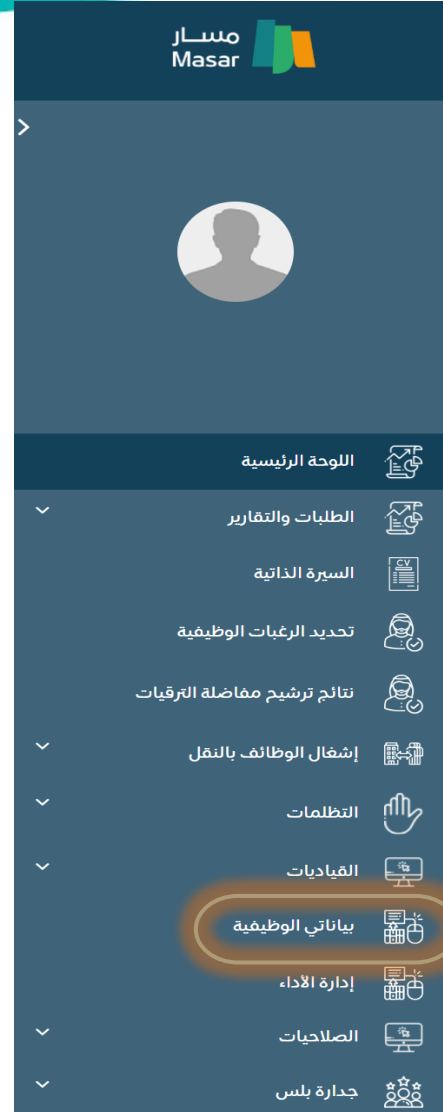 مسـار
Masar
اللوحة الرئيسية
الطلبات والتقارير
CV
السيرة الذاتية
تحديد الرغبات الوظيفية
نتائج ترشيح مفاضلة الترقيات
إشغال الوظائف بالنقل
التظلمات
القياديات
بياناتي الوظيفية
إدارة الأداء
الصلاحيات
جدارة بلس